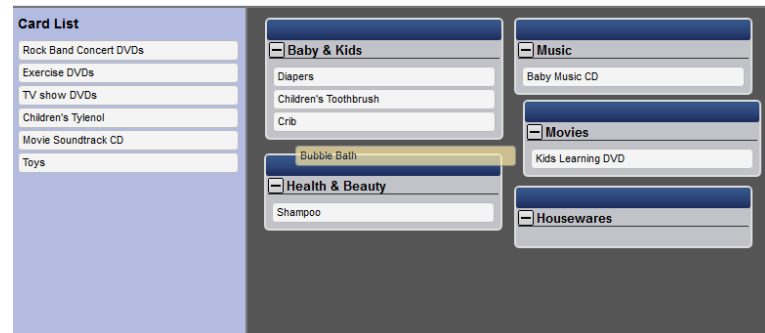 Card List
Rock Band Concert DVDs
Exercise DVDs
TV show DVDs
Children's Tylenol
Movie Soundtrack CD
Toys
Baby & Kids
Diapers
Children's Toothbrush
Crib
Bubble Bath
Health & Beauty
Shampoo
Music
Baby Music CD
Movies
Kids Learning DVD
Housewares